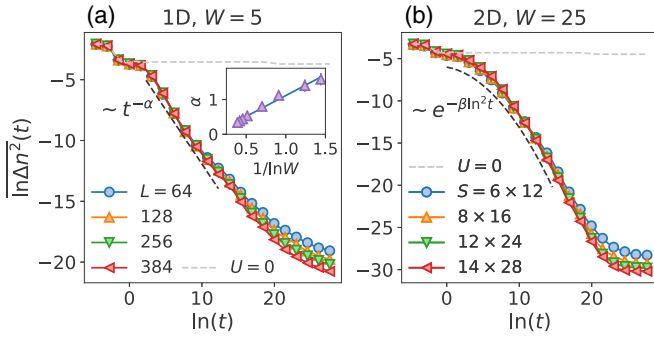 (a) 1D, W = 5
−5
−10
−15
−20
0 10 20
ln(t)
ln Δn²(t)
~ t^{−α}
L = 64
128
256
384
U = 0
α
1
0
0.5 1.0 1.5
1/lnW
(b) 2D, W = 25
−5
−10
−15
−20
−25
−30
0 10 20
ln(t)
~ e^{−βln²t}
U = 0
S = 6 × 12
8 × 16
12 × 24
14 × 28